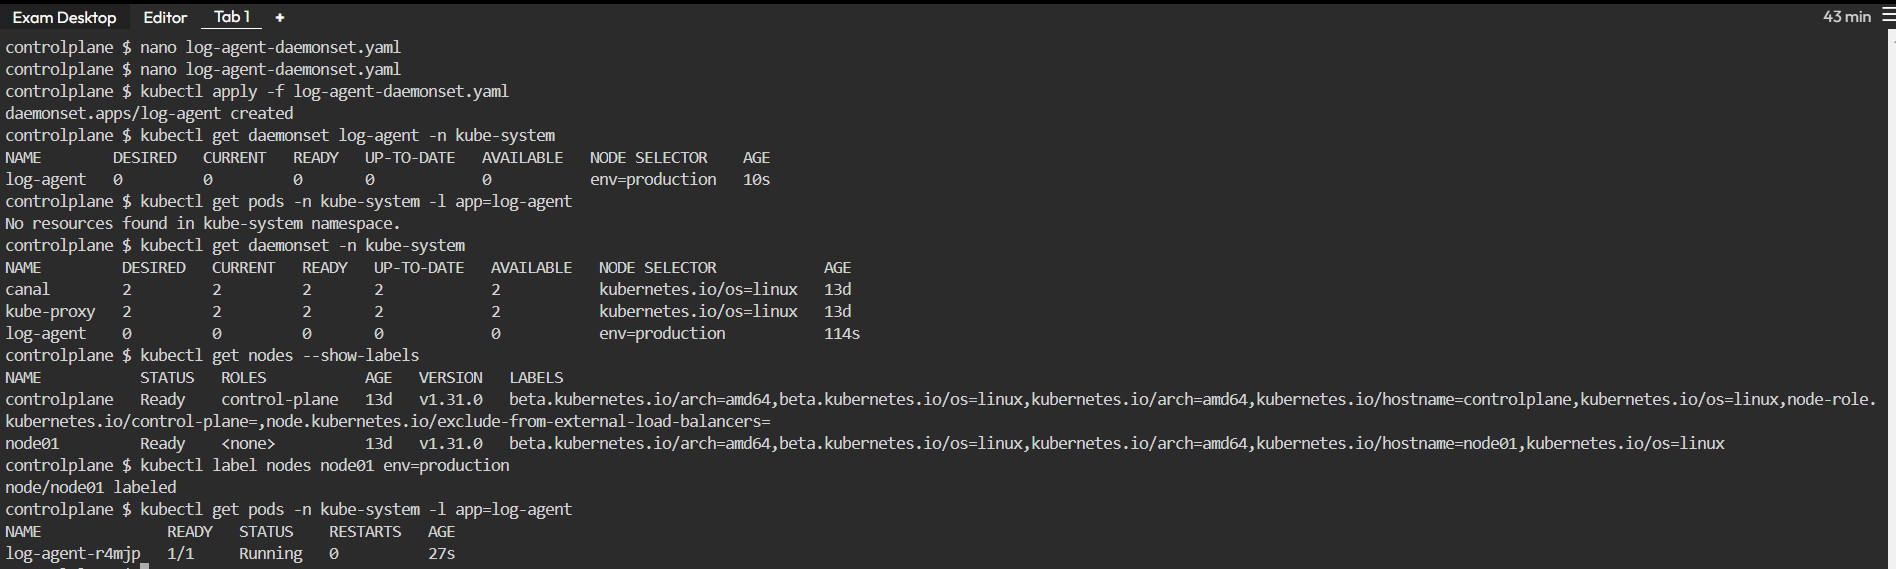 Exam Desktop Editor Tab 1 + 43 min
controlplane $ nano log-agent-daemonset.yaml
controlplane $ nano log-agent-daemonset.yaml
controlplane $ kubectl apply -f log-agent-daemonset.yaml
daemonset.apps/log-agent created
controlplane $ kubectl get daemonset log-agent -n kube-system
NAME        DESIRED   CURRENT   READY   UP-TO-DATE   AVAILABLE   NODE SELECTOR    AGE
log-agent   0         0         0       0            0           env=production   10s
controlplane $ kubectl get pods -n kube-system -l app=log-agent
No resources found in kube-system namespace.
controlplane $ kubectl get daemonset -n kube-system
NAME         DESIRED   CURRENT   READY   UP-TO-DATE   AVAILABLE   NODE SELECTOR            AGE
canal        2         2         2       2            2           kubernetes.io/os=linux   13d
kube-proxy   2         2         2       2            2           kubernetes.io/os=linux   13d
log-agent    0         0         0       0            0           env=production           114s
controlplane $ kubectl get nodes --show-labels
NAME           STATUS   ROLES           AGE   VERSION   LABELS
controlplane   Ready    control-plane   13d   v1.31.0   beta.kubernetes.io/arch=amd64,beta.kubernetes.io/os=linux,kubernetes.io/arch=amd64,kubernetes.io/hostname=controlplane,kubernetes.io/os=linux,node-role.
kubernetes.io/control-plane=,node.kubernetes.io/exclude-from-external-load-balancers=
node01         Ready    <none>          13d   v1.31.0   beta.kubernetes.io/arch=amd64,beta.kubernetes.io/os=linux,kubernetes.io/arch=amd64,kubernetes.io/hostname=node01,kubernetes.io/os=linux
controlplane $ kubectl label nodes node01 env=production
node/node01 labeled
controlplane $ kubectl get pods -n kube-system -l app=log-agent
NAME              READY   STATUS    RESTARTS   AGE
log-agent-r4mjp   1/1     Running   0          27s